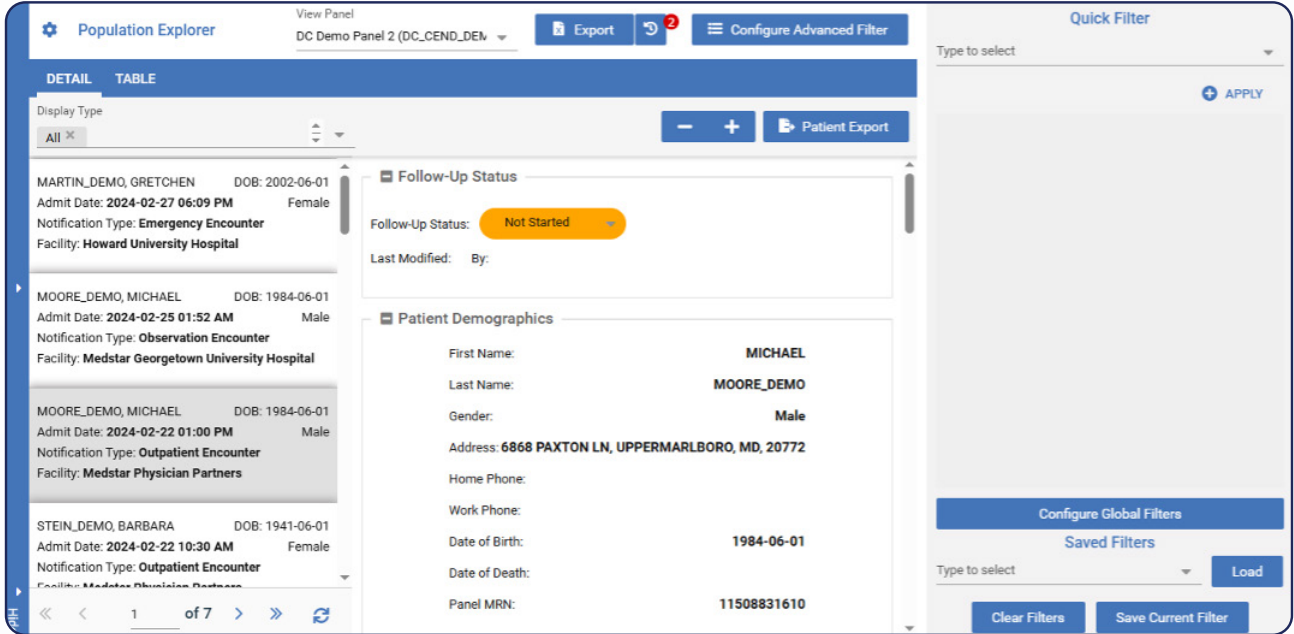 Population Explorer
View Panel
DC Demo Panel 2 (DC_CEND_DEM
Export
2
Configure Advanced Filter
DETAIL
TABLE
Display Type
All ×
Patient Export
MARTIN_DEMO, GRETCHEN DOB: 2002-06-01
Admit Date: 2024-02-27 06:09 PM Female
Notification Type: Emergency Encounter
Facility: Howard University Hospital
MOORE_DEMO, MICHAEL DOB: 1984-06-01
Admit Date: 2024-02-25 01:52 AM Male
Notification Type: Observation Encounter
Facility: Medstar Georgetown University Hospital
MOORE_DEMO, MICHAEL DOB: 1984-06-01
Admit Date: 2024-02-22 01:00 PM Male
Notification Type: Outpatient Encounter
Facility: Medstar Physician Partners
STEIN_DEMO, BARBARA DOB: 1941-06-01
Admit Date: 2024-02-22 10:30 AM Female
Notification Type: Outpatient Encounter
Facility: Medstar Physician Partners
1 of 7
Follow-Up Status
Follow-Up Status: Not Started
Last Modified: By:
Patient Demographics
First Name: MICHAEL
Last Name: MOORE_DEMO
Gender: Male
Address: 6868 PAXTON LN, UPPERMARLBORO, MD, 20772
Home Phone:
Work Phone:
Date of Birth: 1984-06-01
Date of Death:
Panel MRN: 11508831610
Quick Filter
Type to select
APPLY
Configure Global Filters
Saved Filters
Type to select
Load
Clear Filters
Save Current Filter